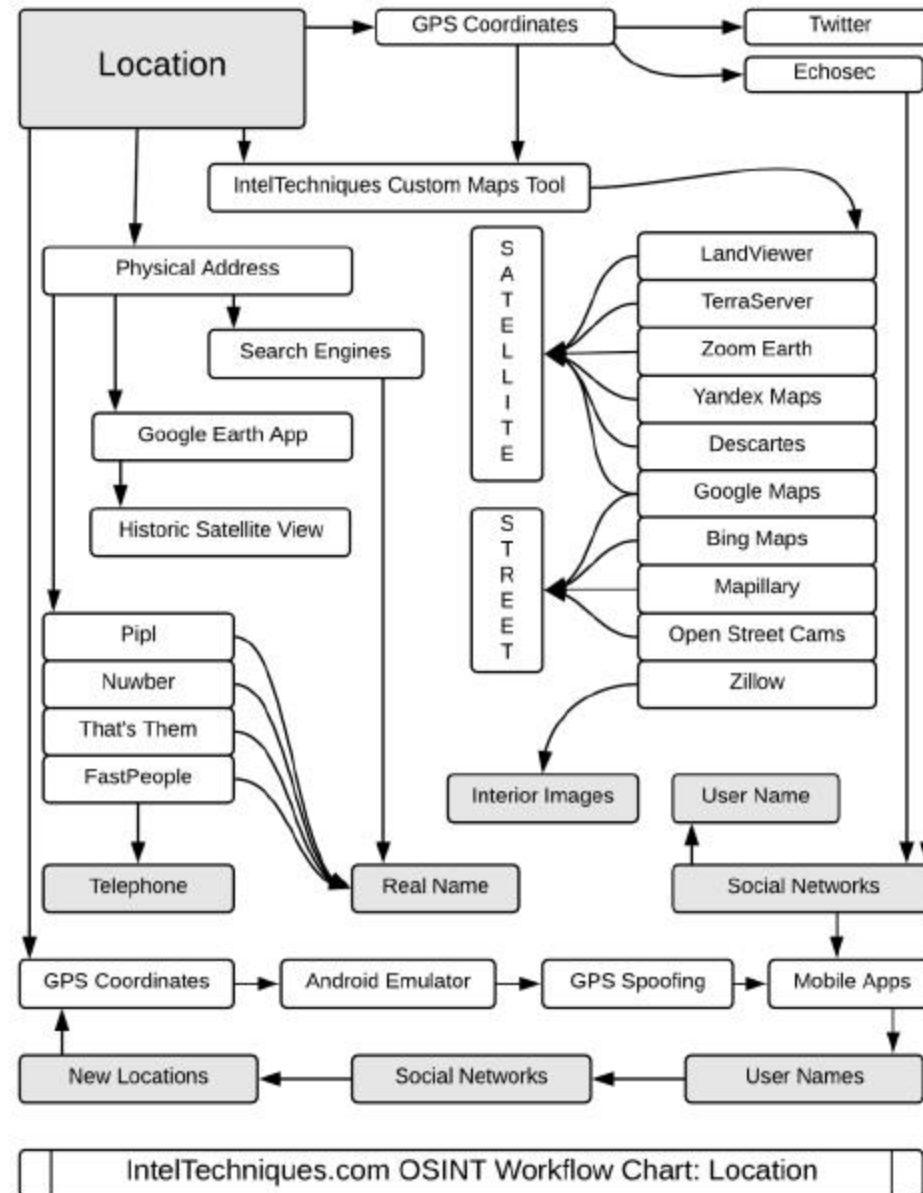 Location
GPS Coordinates
Twitter
Echosec
IntelTechniques Custom Maps Tool
Physical Address
Search Engines
Google Earth App
Historic Satellite View
SATELLITE
LandViewer
TerraServer
Zoom Earth
Yandex Maps
Descartes
Google Maps
STREET
Bing Maps
Mapillary
Open Street Cams
Zillow
Pipl
Nuwber
That's Them
FastPeople
Interior Images
User Name
Telephone
Real Name
Social Networks
GPS Coordinates
Android Emulator
GPS Spoofing
Mobile Apps
New Locations
Social Networks
User Names
IntelTechniques.com OSINT Workflow Chart: Location